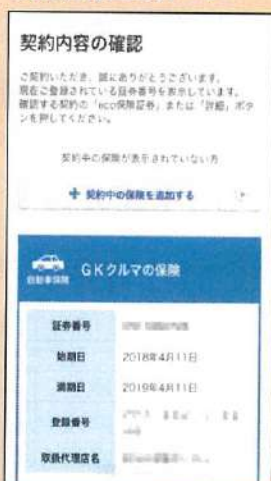 契約内容の確認
ご契約いただき、誠にありがとうございます。
現在ご登録されている証券番号を表示しています。
確認する契約の「eco保険証券」または「詳細」ボタ
ンを押してください。
契約中の保険が表示されていない方
+ 契約中の保険を追加する
自動車保険 GKクルマの保険
証券番号
始期日 2018年4月11日
満期日 2019年4月11日
登録番号
取扱代理店名